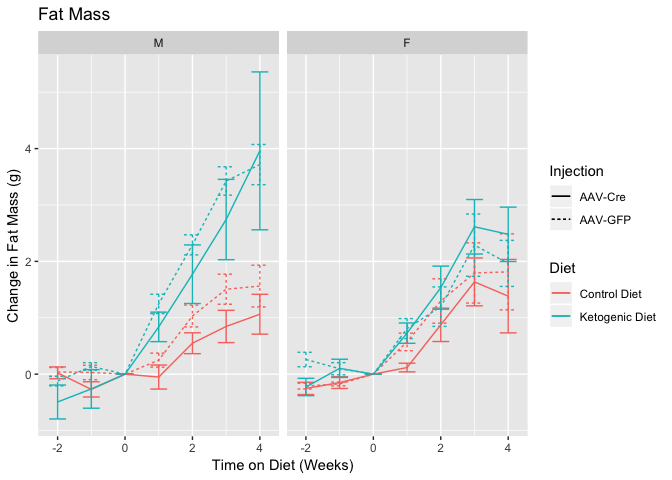 Fat Mass
M
F
Change in Fat Mass (g)
4
2
0
-2
0
2
4
-2
0
2
4
Time on Diet (Weeks)
Injection
AAV-Cre
AAV-GFP
Diet
Control Diet
Ketogenic Diet